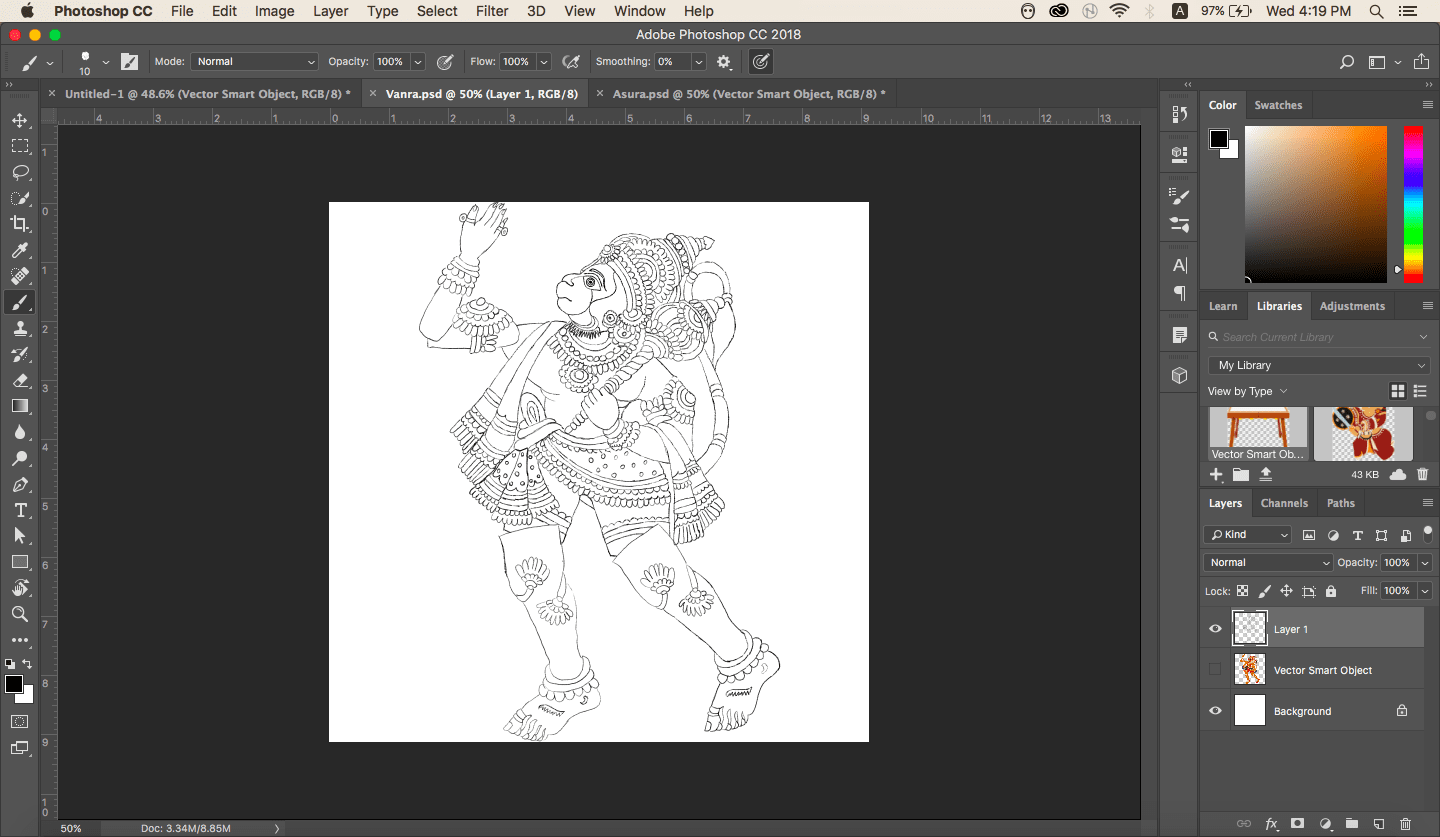 Photoshop CC File Edit Image Layer Type Select Filter 3D View Window Help A 97% Wed 4:19 PM
Adobe Photoshop CC 2018
10 Mode: Normal Opacity: 100% Flow: 100% Smoothing: 0%
× Untitled-1 @ 48.6% (Vector Smart Object, RGB/8) * × Vanra.psd @ 50% (Layer 1, RGB/8) × Asura.psd @ 50% (Vector Smart Object, RGB/8) *
4 3 2 1 0 1 2 3 4 5 6 7 8 9 10 11 12 13
1
0
1
2
3
4
5
6
7
8
9
10
Color Swatches
Learn Libraries Adjustments
Search Current Library
My Library
View by Type
Vector Smart Ob...
43 KB
Layers Channels Paths
Kind
Normal Opacity: 100%
Lock: Fill: 100%
Layer 1
Vector Smart Object
Background
fx
50% Doc: 3.34M/8.85M